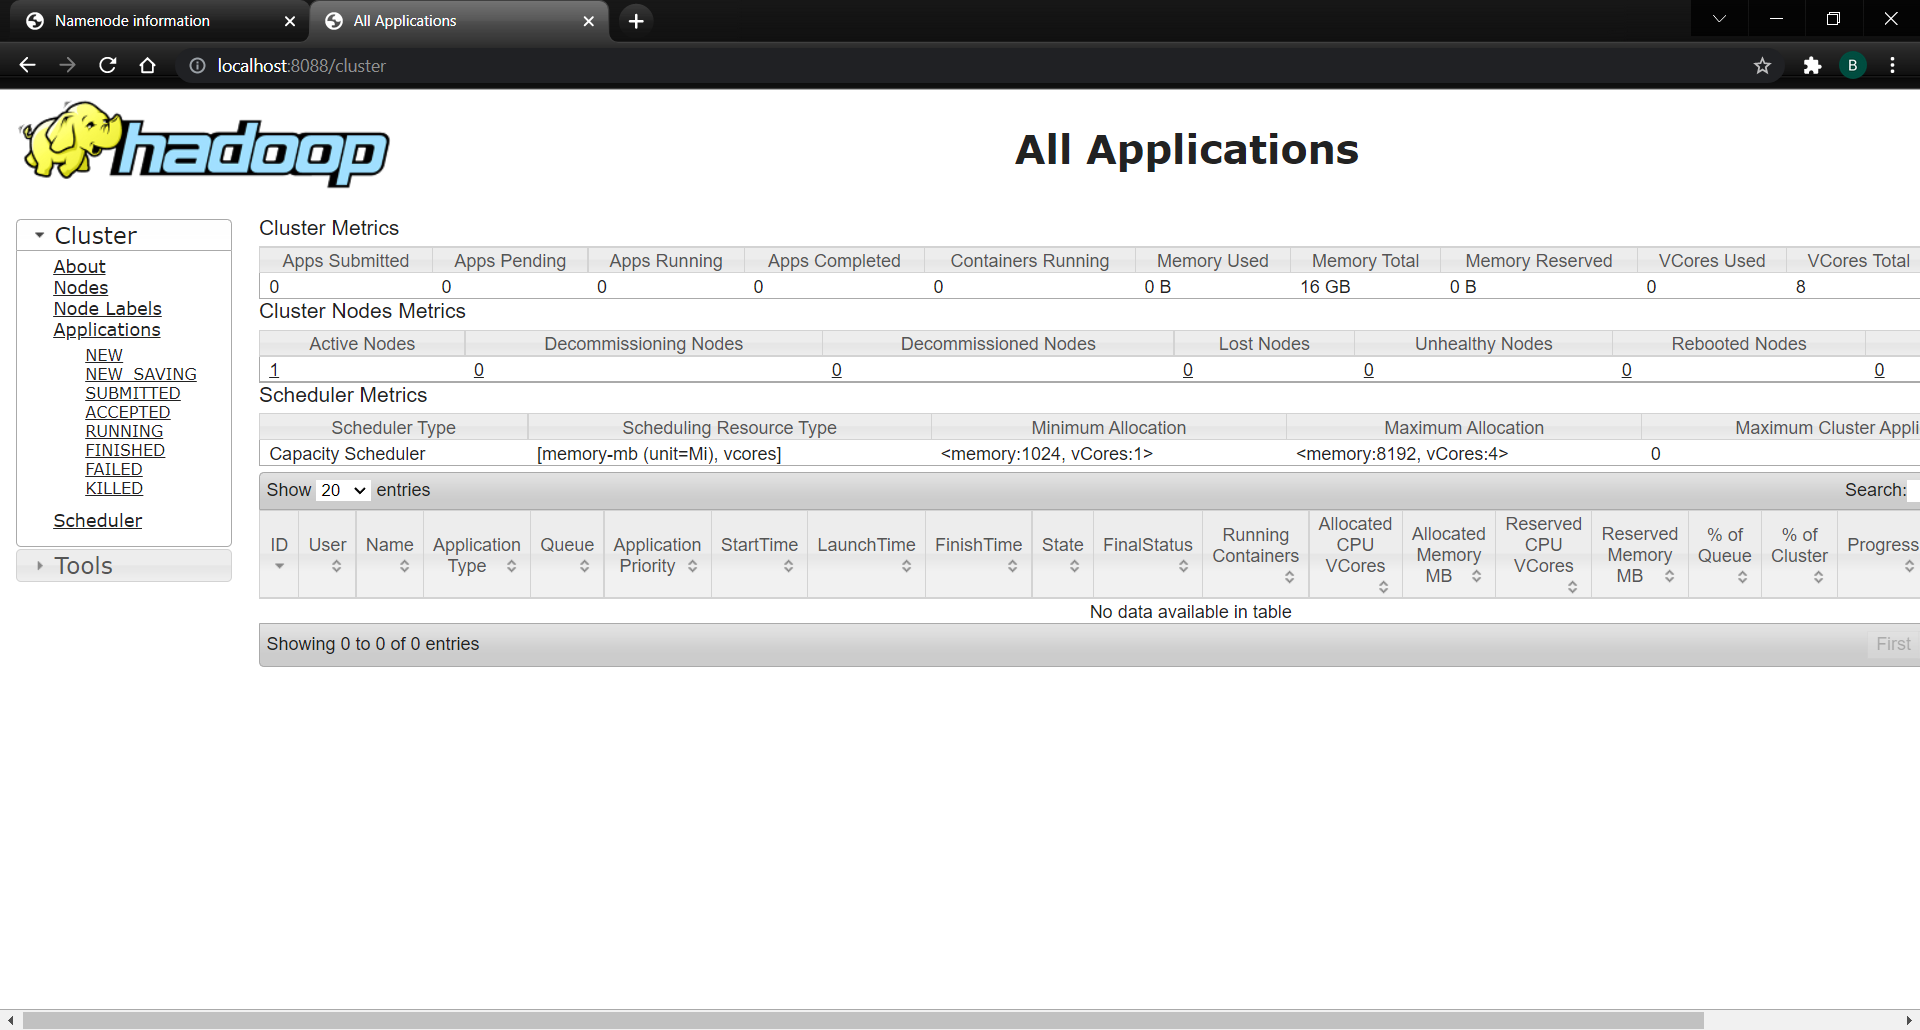 Namenode information
All Applications
localhost:8088/cluster
B
hadoop
All Applications
Cluster
About
Nodes
Node Labels
Applications
NEW
NEW_SAVING
SUBMITTED
ACCEPTED
RUNNING
FINISHED
FAILED
KILLED
Scheduler
Tools
Cluster Metrics
Apps Submitted Apps Pending Apps Running Apps Completed Containers Running Memory Used Memory Total Memory Reserved VCores Used VCores Total
0 0 0 0 0 0 B 16 GB 0 B 0 8
Cluster Nodes Metrics
Active Nodes Decommissioning Nodes Decommissioned Nodes Lost Nodes Unhealthy Nodes Rebooted Nodes
1 0 0 0 0 0 0
Scheduler Metrics
Scheduler Type Scheduling Resource Type Minimum Allocation Maximum Allocation Maximum Cluster Appli
Capacity Scheduler [memory-mb (unit=Mi), vcores] <memory:1024, vCores:1> <memory:8192, vCores:4> 0
Show 20 entries Search:
ID User Name Application Type Queue Application Priority StartTime LaunchTime FinishTime State FinalStatus Running Containers Allocated CPU VCores Allocated Memory MB Reserved CPU VCores Reserved Memory MB % of Queue % of Cluster Progress
No data available in table
Showing 0 to 0 of 0 entries First